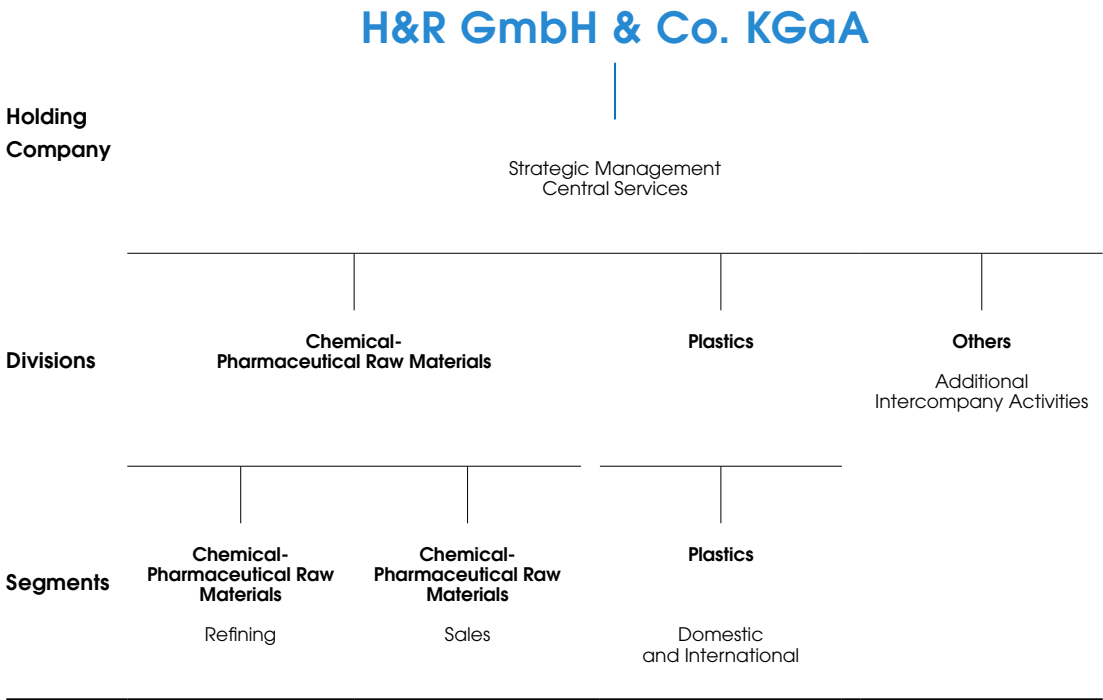 H&R GmbH & Co. KGaA
Holding
Company
Strategic Management
Central Services
Divisions
Chemical-
Pharmaceutical Raw Materials
Plastics
Others
Additional
Intercompany Activities
Segments
Chemical-
Pharmaceutical Raw
Materials
Refining
Chemical-
Pharmaceutical Raw
Materials
Sales
Plastics
Domestic
and International